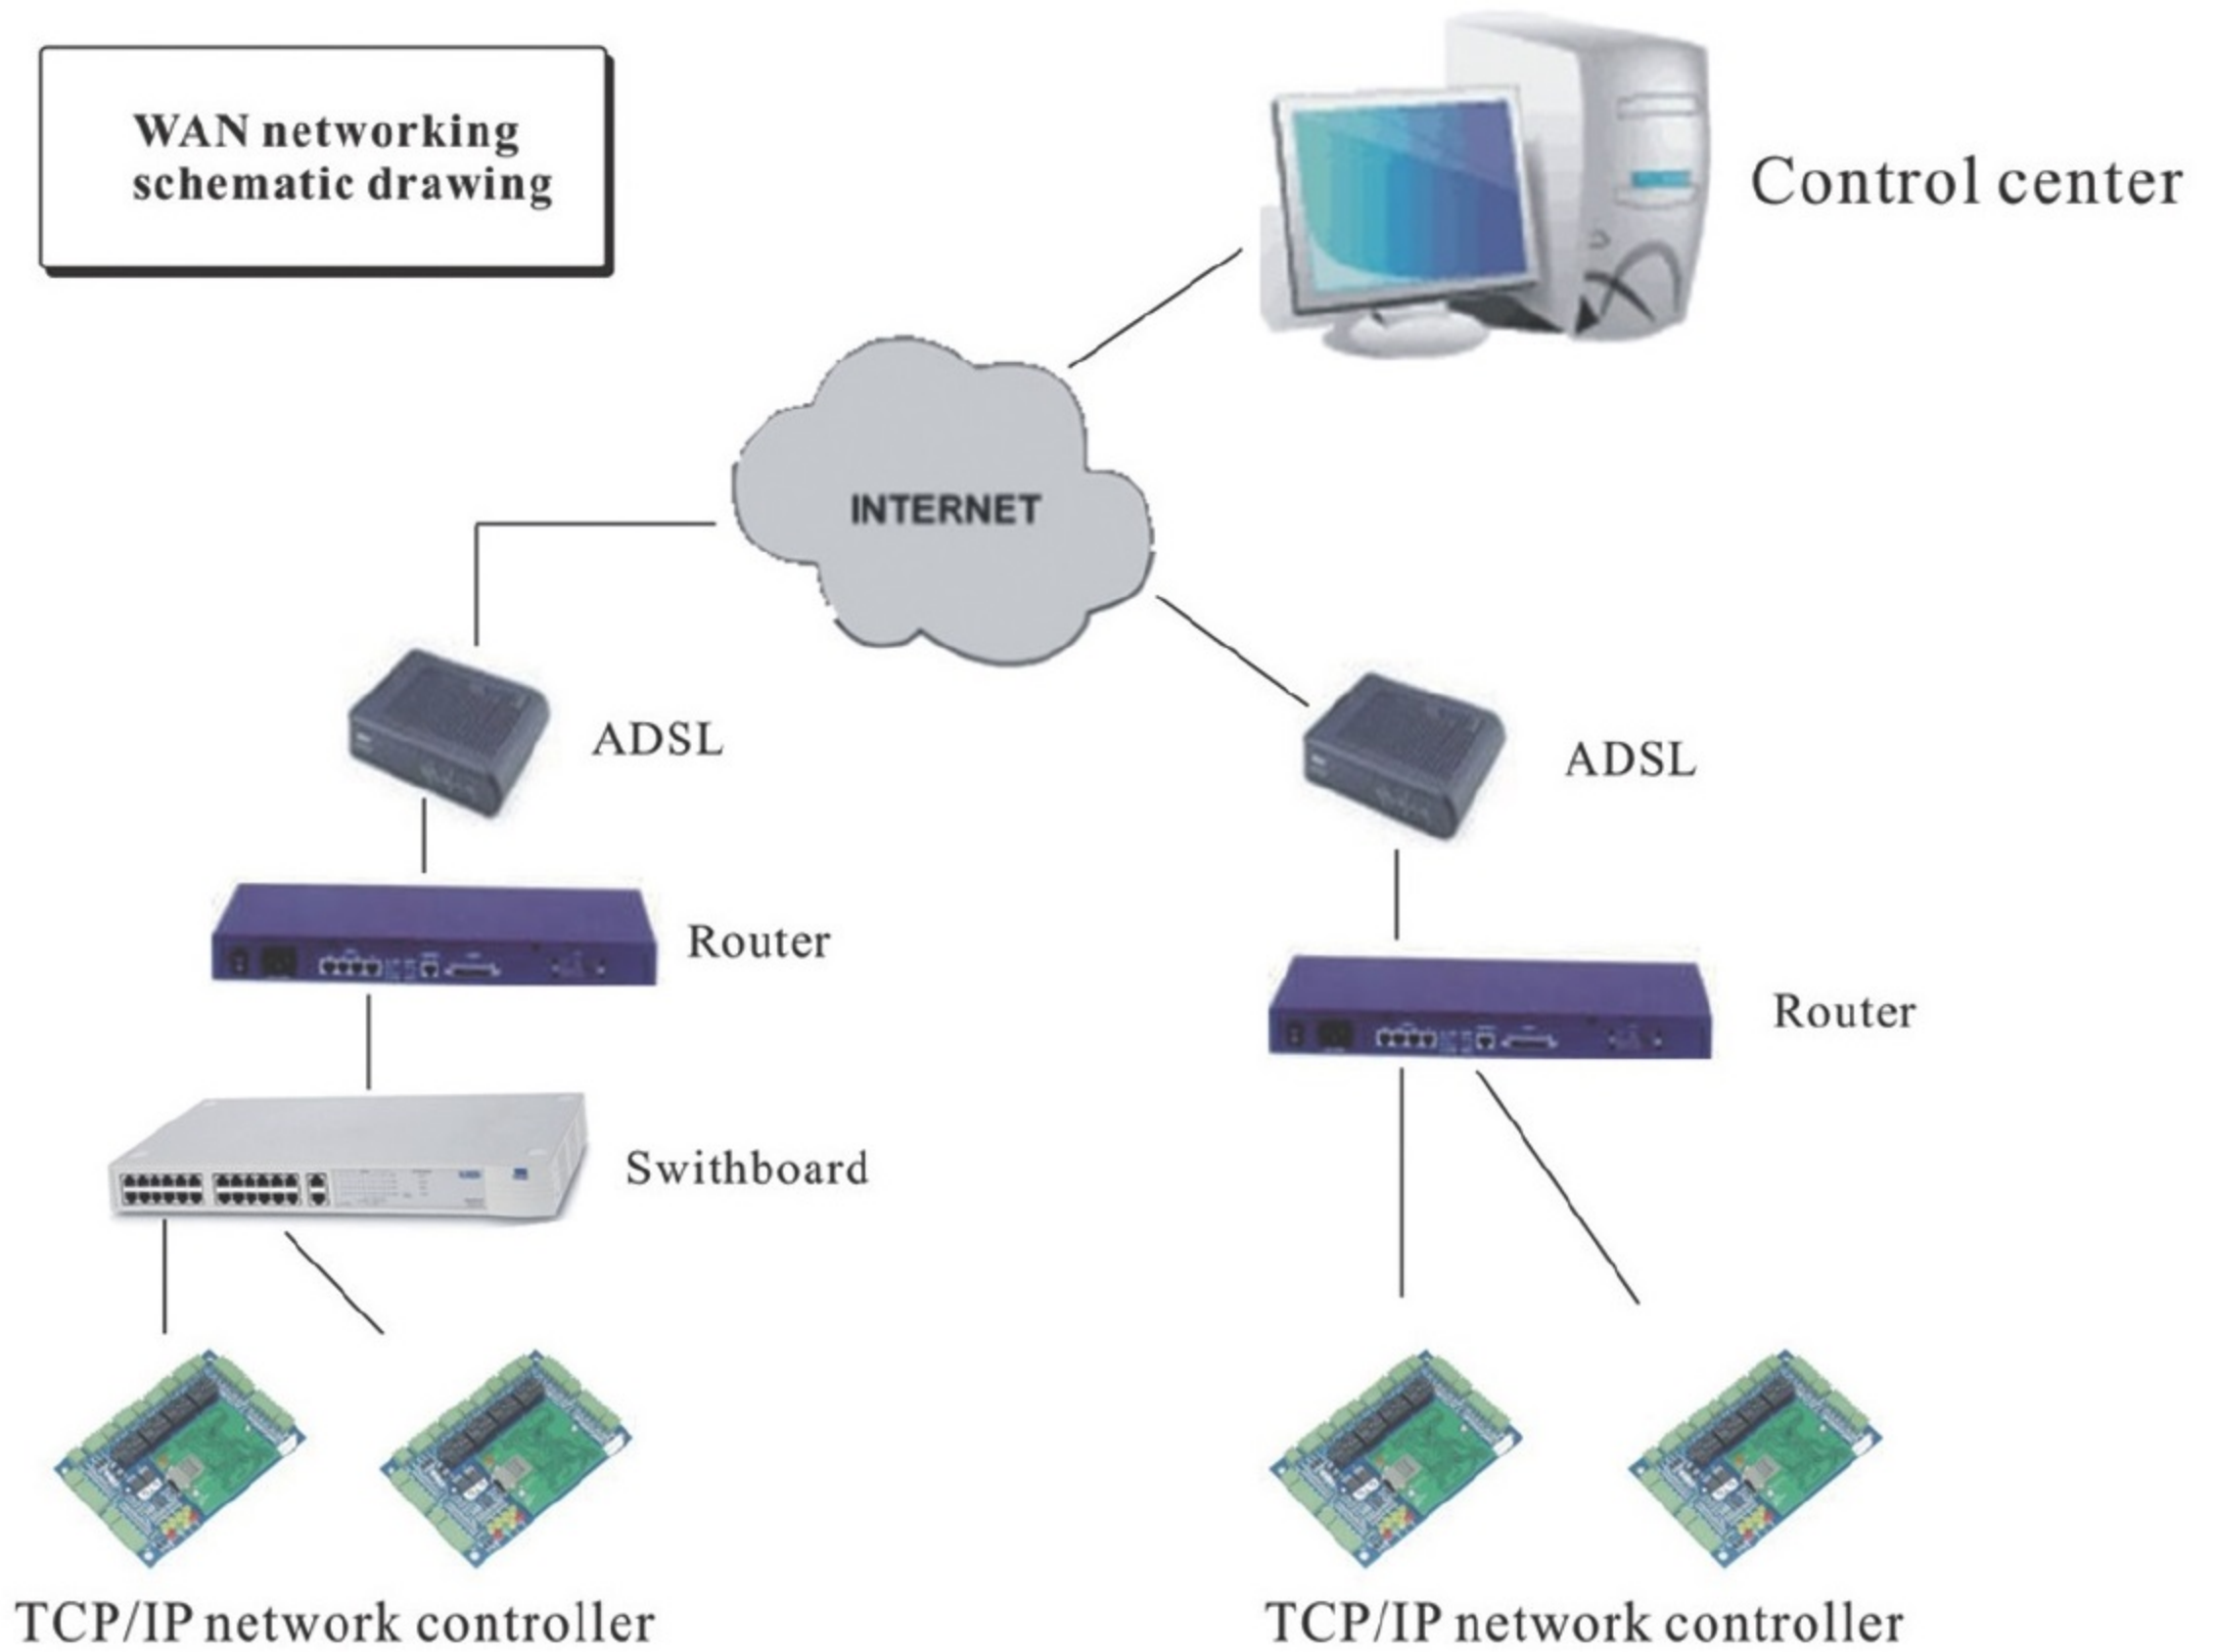 WAN networking
schematic drawing
Control center
INTERNET
ADSL
ADSL
Router
Router
Swithboard
TCP/IP network controller
TCP/IP network controller